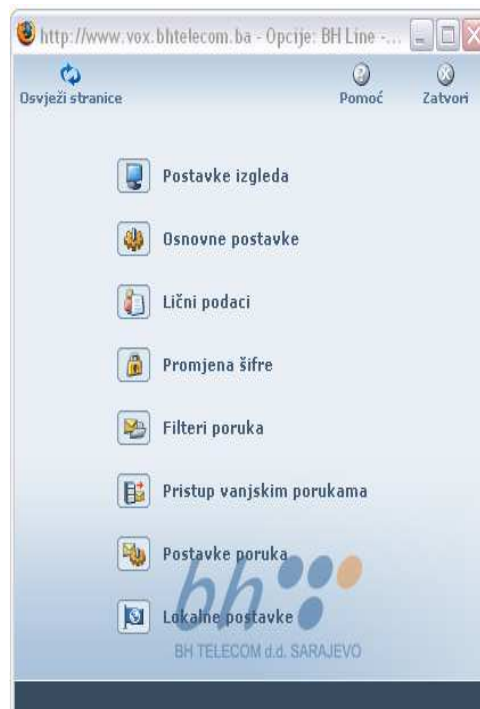 http://www.vox.bhtelecom.ba - Opcije: BH Line -...
Osvježi stranice
Pomoć
Zatvori
Postavke izgleda
Osnovne postavke
Lični podaci
Promjena šifre
Filteri poruka
Pristup vanjskim porukama
Postavke poruka
Lokalne postavke
bh
BH TELECOM d.d. SARAJEVO